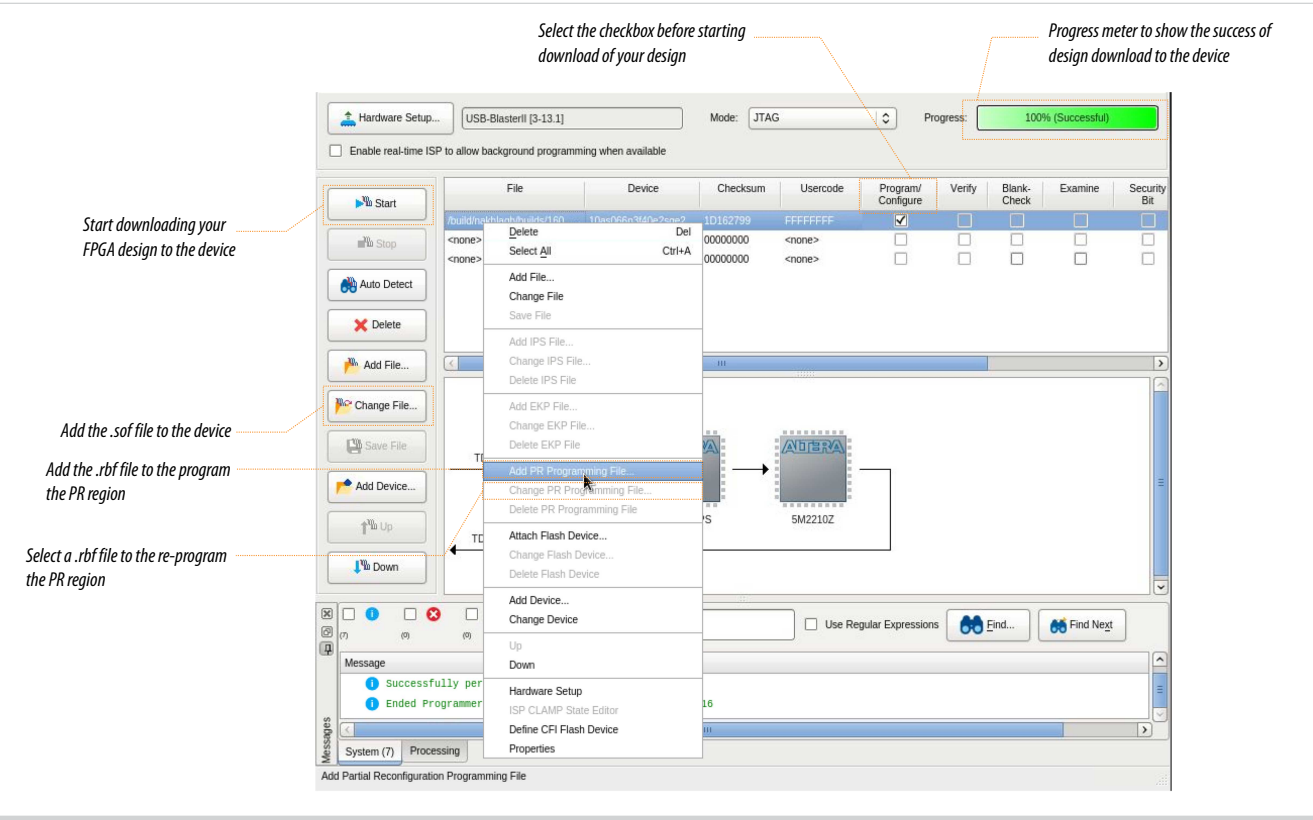 Select the checkbox before starting
download of your design
Progress meter to show the success of
design download to the device
Hardware Setup...
USB-BlasterII [3-13.1]
Mode:
JTAG
Progress:
100% (Successful)
Enable real-time ISP to allow background programming when available
Start downloading your
FPGA design to the device
Add the .sof file to the device
Add the .rbf file to the program
the PR region
Select a .rbf file to the re-program
the PR region
Start
Stop
Auto Detect
Delete
Add File...
Change File...
Save File
Add Device...
Up
Down
File
Device
Checksum
Usercode
Program/
Configure
Verify
Blank-
Check
Examine
Security
Bit
1D162799
FFFFFFFF
<none>
00000000
<none>
<none>
00000000
<none>
Delete
Del
Select All
Ctrl+A
Add File...
Change File
Save File
Add IPS File...
Change IPS File...
Delete IPS File
Add EKP File...
Change EKP File...
Delete EKP File
Add PR Programming File...
Change PR Programming File...
Delete PR Programming File
Attach Flash Device...
Change Flash Device...
Delete Flash Device
Add Device...
Change Device
Up
Down
Hardware Setup
ISP CLAMP State Editor
Define CFI Flash Device
Properties
ALTERA
5M2210Z
(7)
(0)
(0)
Use Regular Expressions
Find...
Find Next
Message
Successfully per
Ended Programmer
16
Messages
System (7)
Processing
Add Partial Reconfiguration Programming File